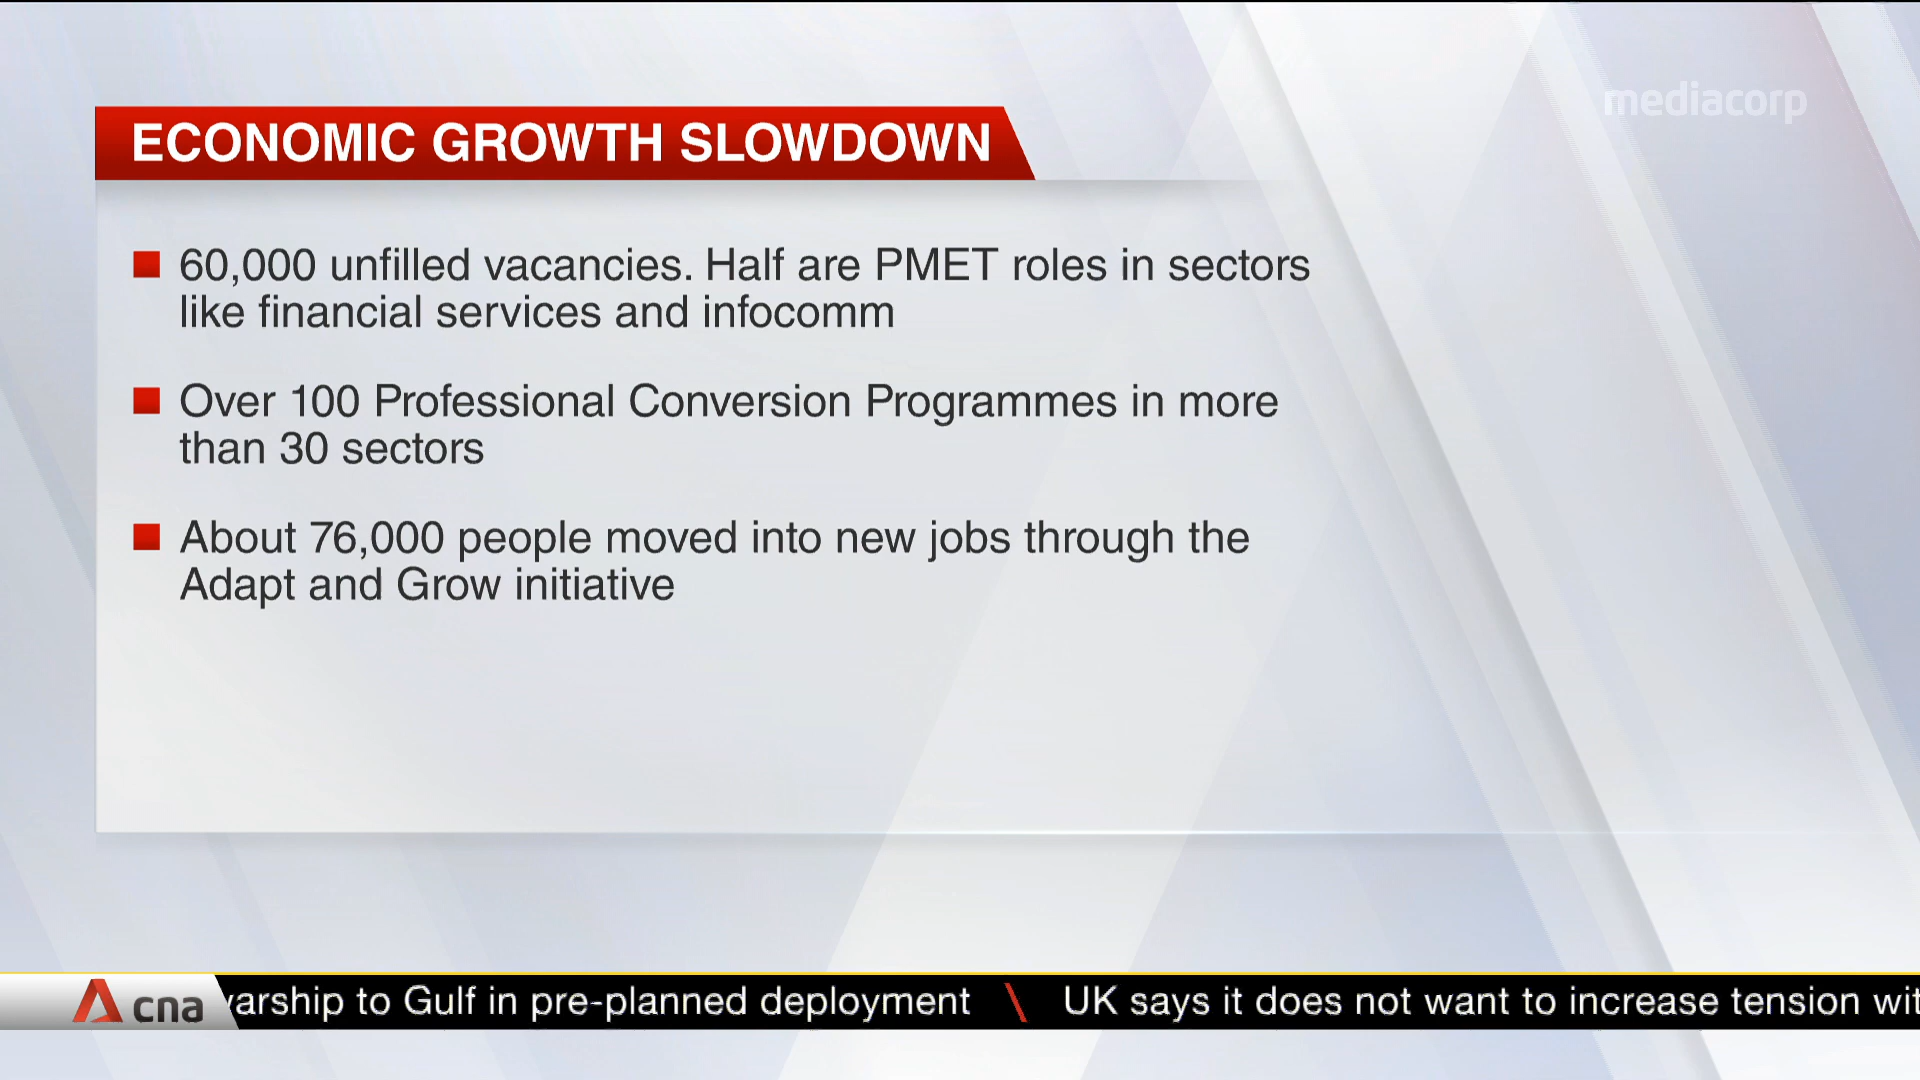 mediacorp
ECONOMIC GROWTH SLOWDOWN
60,000 unfilled vacancies. Half are PMET roles in sectors
like financial services and infocomm
Over 100 Professional Conversion Programmes in more
than 30 sectors
About 76,000 people moved into new jobs through the
Adapt and Grow initiative
cna arship to Gulf in pre-planned deployment \ UK says it does not want to increase tension wit